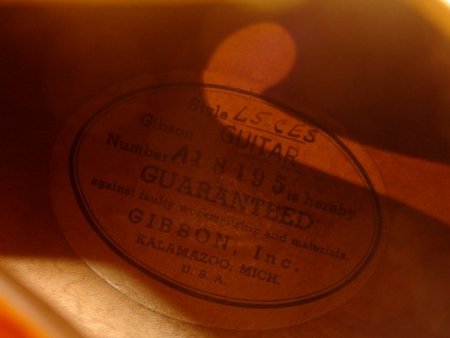 Style L5CES
Gibson GUITAR
Number A18195 is hereby
GUARANTEED
against faulty workmanship and materials.
GIBSON, Inc.
KALAMAZOO, MICH.
U. S. A.